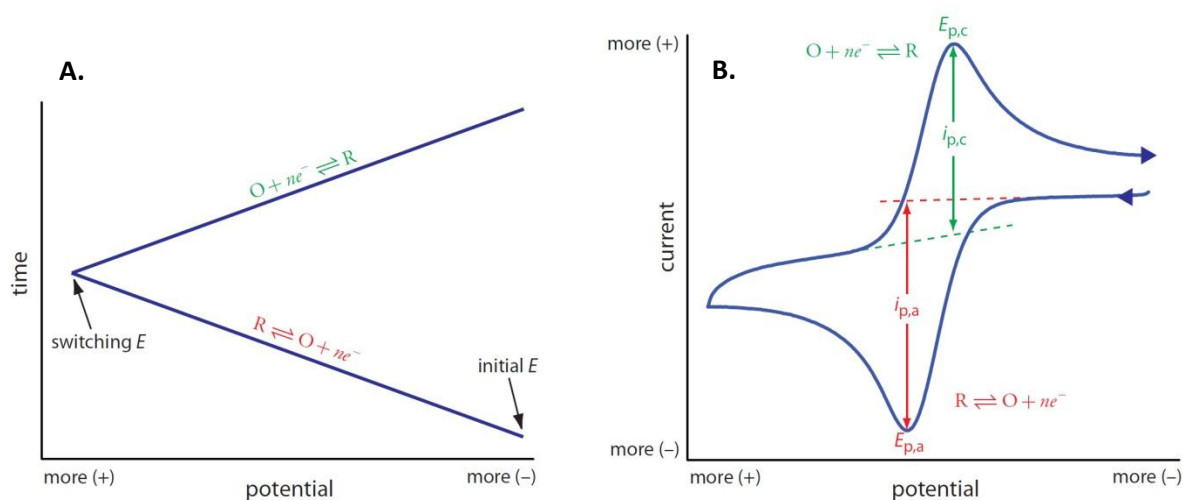 A.
time
O + ne⁻ ⇌ R
switching E
R ⇌ O + ne⁻
initial E
more (+)
more (−)
potential
B.
E_p,c
more (+)
O + ne⁻ ⇌ R
i_p,c
current
i_p,a
R ⇌ O + ne⁻
E_p,a
more (−)
more (+)
more (−)
potential